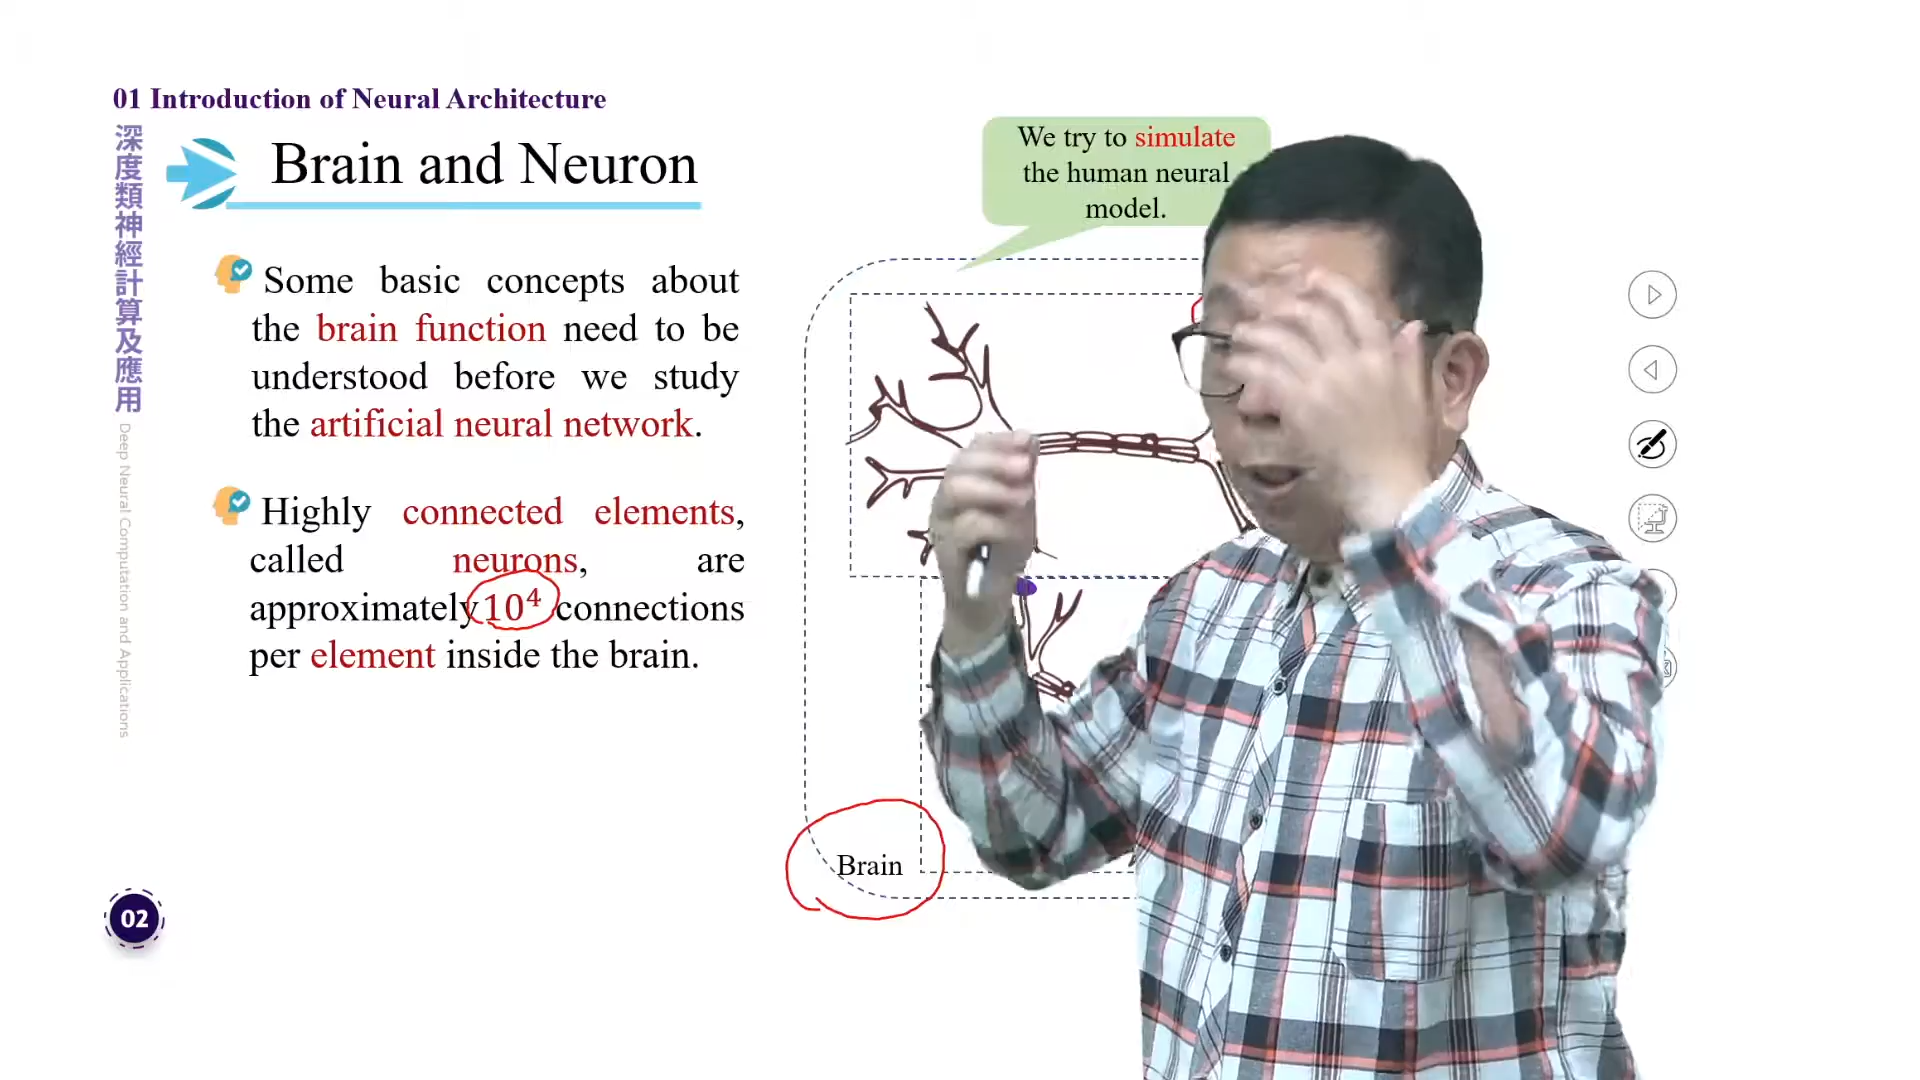 01 Introduction of Neural Architecture
深度類神經計算及應用
Deep Neural Computation and Applications
Brain and Neuron
Some basic concepts about
the brain function need to be
understood before we study
the artificial neural network.
Highly connected elements,
called neurons, are
approximately 10⁴ connections
per element inside the brain.
We try to simulate
the human neural
model.
Brain
02